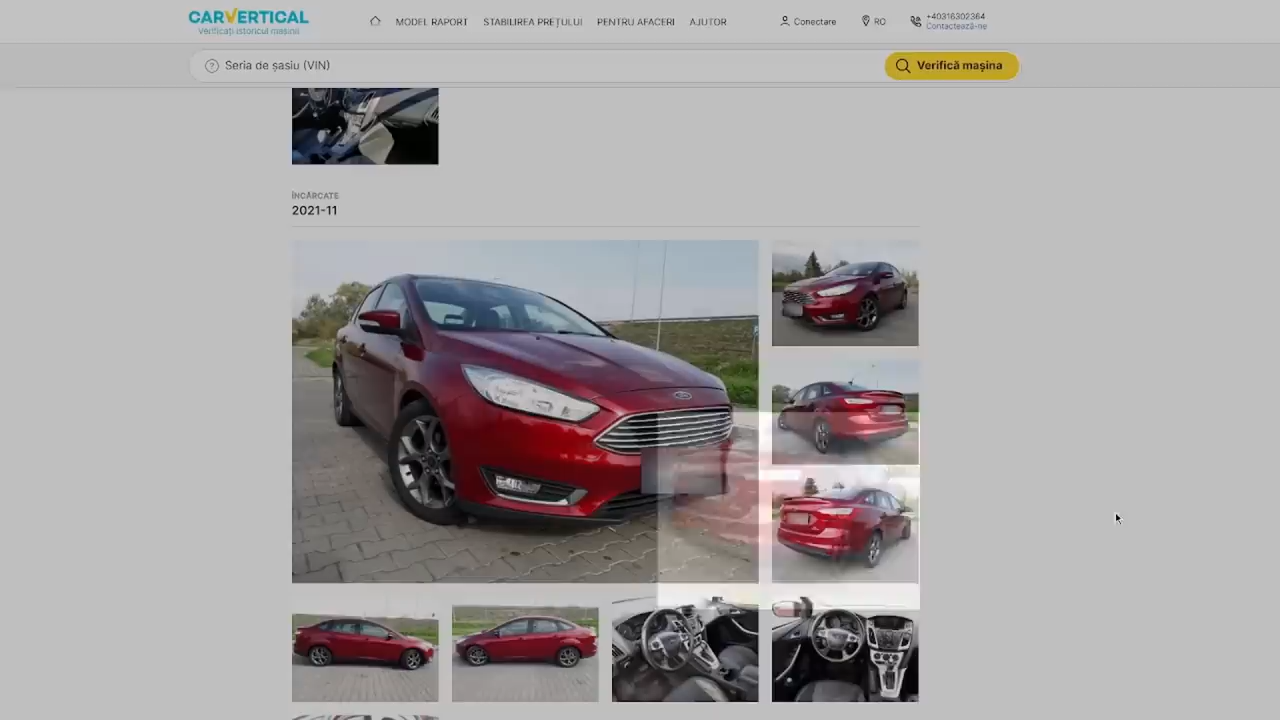 CARVERTICAL
Verificați istoricul mașinii
MODEL RAPORT
STABILIREA PREȚULUI
PENTRU AFACERI
AJUTOR
Conectare
RO
+40316302364
Contactează-ne
Seria de șasiu (VIN)
Verifică mașina
ÎNCĂRCATE
2021-11